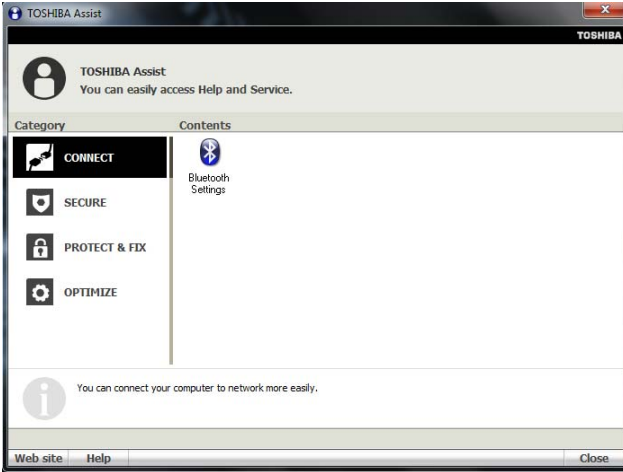 TOSHIBA Assist
TOSHIBA
TOSHIBA Assist
You can easily access Help and Service.
Category
Contents
CONNECT
SECURE
PROTECT & FIX
OPTIMIZE
Bluetooth
Settings
You can connect your computer to network more easily.
Web site
Help
Close